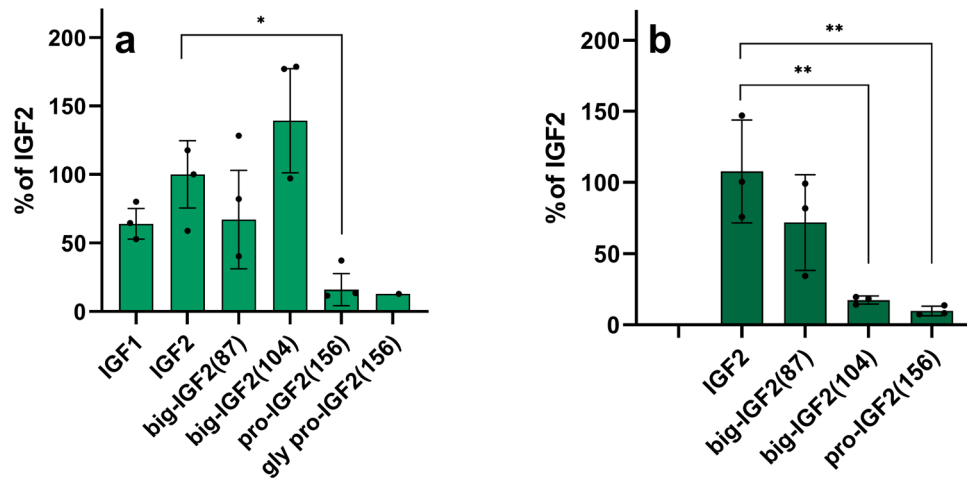 a
*
% of IGF2
200
150
100
50
0
IGF1
IGF2
big-IGF2(87)
big-IGF2(104)
pro-IGF2(156)
gly pro-IGF2(156)
b
**
**
% of IGF2
200
150
100
50
0
IGF2
big-IGF2(87)
big-IGF2(104)
pro-IGF2(156)